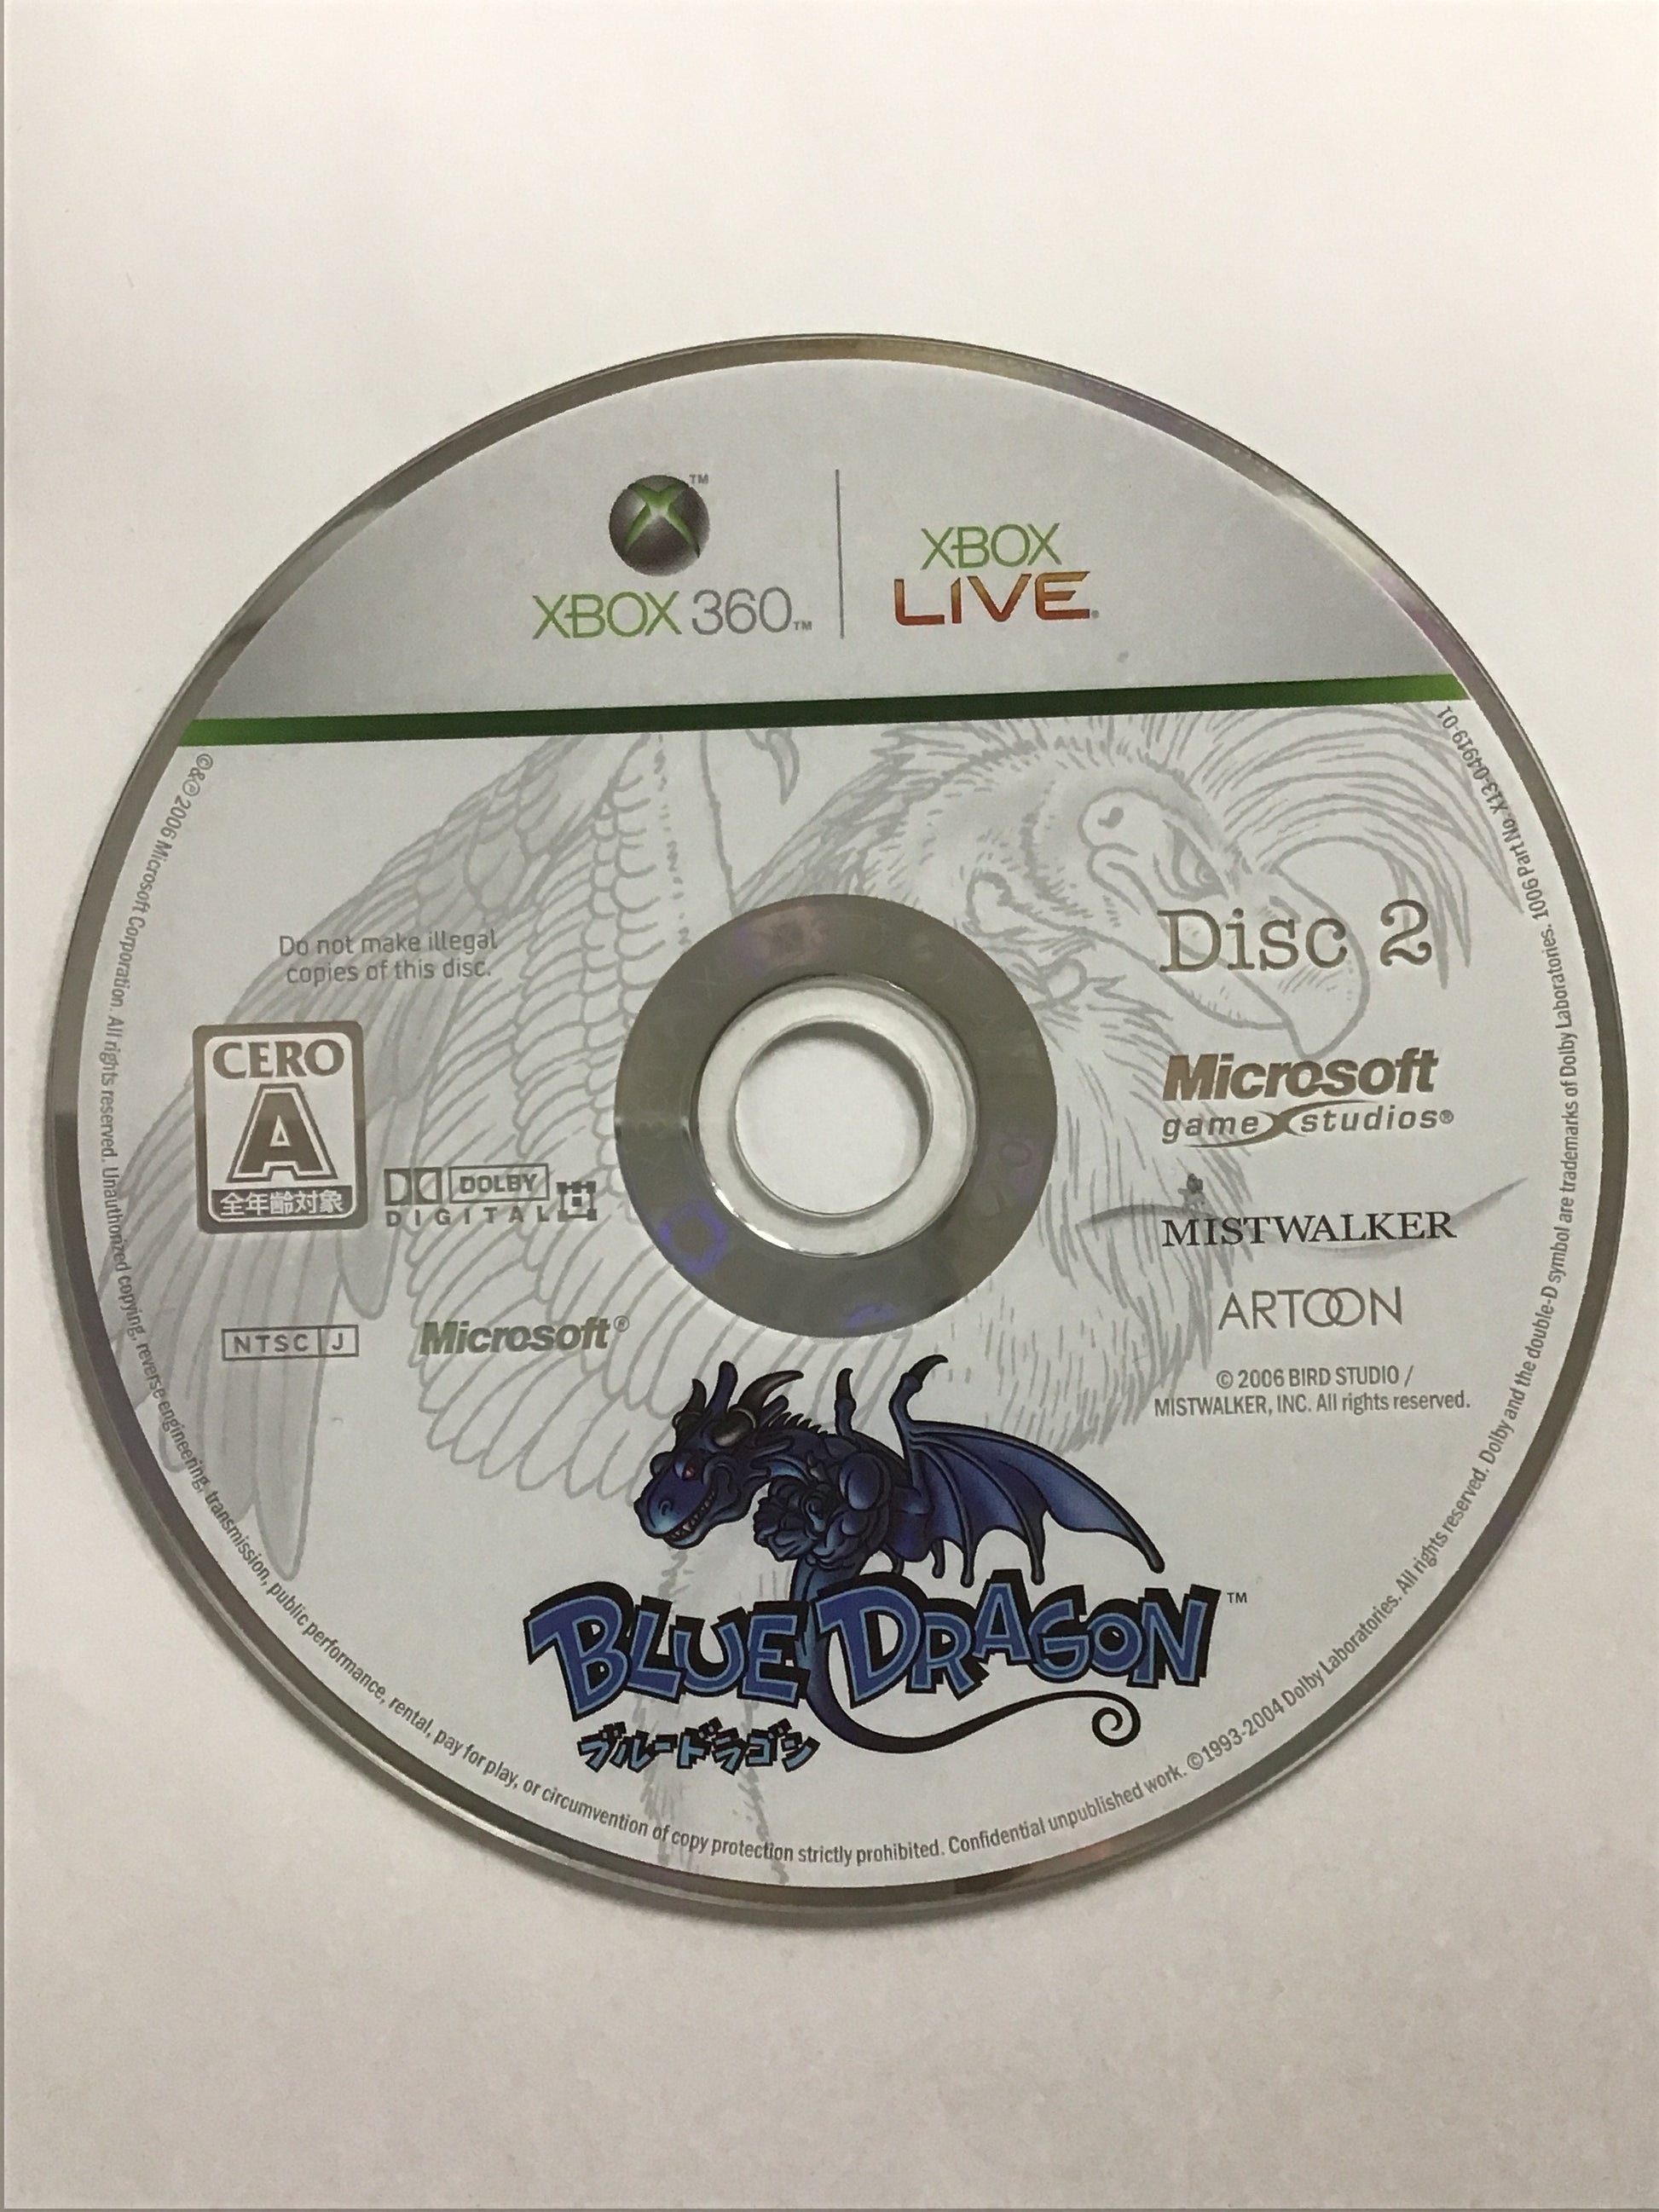 XBOX 360™
XBOX
LIVE®
Do not make illegal
copies of this disc.
Disc 2
CERO
A
全年齢対象
DOLBY
DIGITAL
NTSC J
Microsoft®
Microsoft
game studios®
MISTWALKER
ARTOON
© 2006 BIRD STUDIO /
MISTWALKER, INC. All rights reserved.
BLUE DRAGON™
ブルードラゴン
©&℗ 2006 Microsoft Corporation. All rights reserved. Unauthorized copying, reverse engineering, transmission, public performance, rental, pay for play, or circumvention of copy protection strictly prohibited. Confidential unpublished work. ©1993-2004 Dolby Laboratories. All rights reserved. Dolby and the double-D symbol are trademarks of Dolby Laboratories. 1006 Part No. X13-04919-01